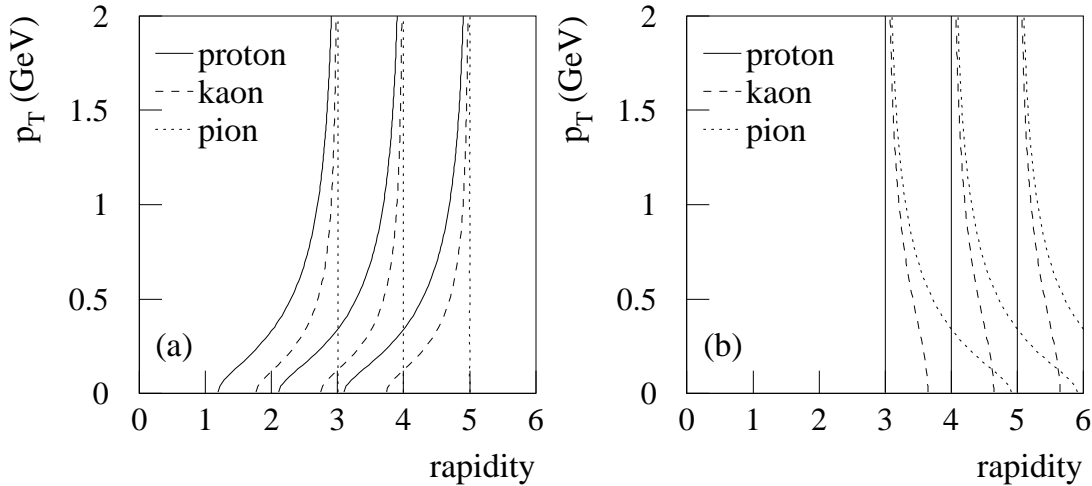 p_T (GeV)
2
1.5
1
0.5
0
proton
kaon
pion
(a)
0 1 2 3 4 5 6
rapidity
p_T (GeV)
2
1.5
1
0.5
0
proton
kaon
pion
(b)
0 1 2 3 4 5 6
rapidity